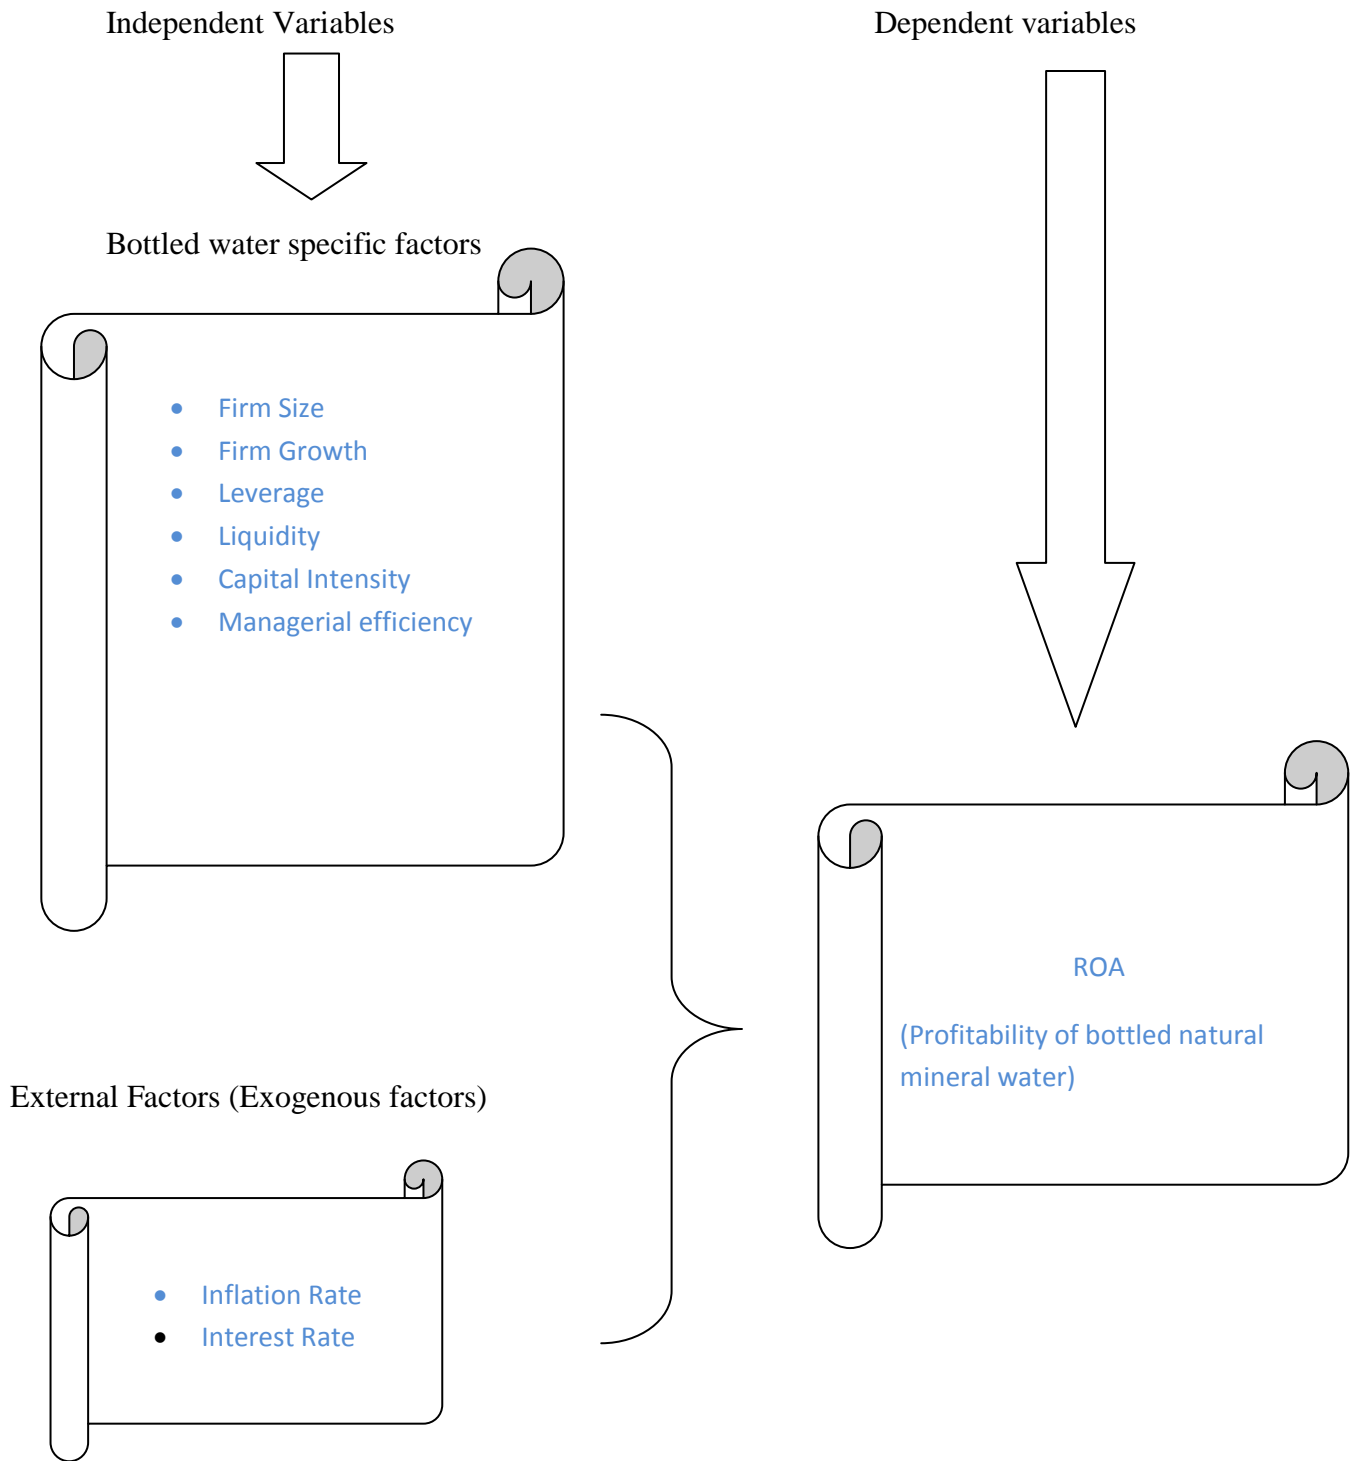 Independent Variables
Dependent variables
Bottled water specific factors
• Firm Size
• Firm Growth
• Leverage
• Liquidity
• Capital Intensity
• Managerial efficiency
ROA
(Profitability of bottled natural
mineral water)
External Factors (Exogenous factors)
• Inflation Rate
• Interest Rate